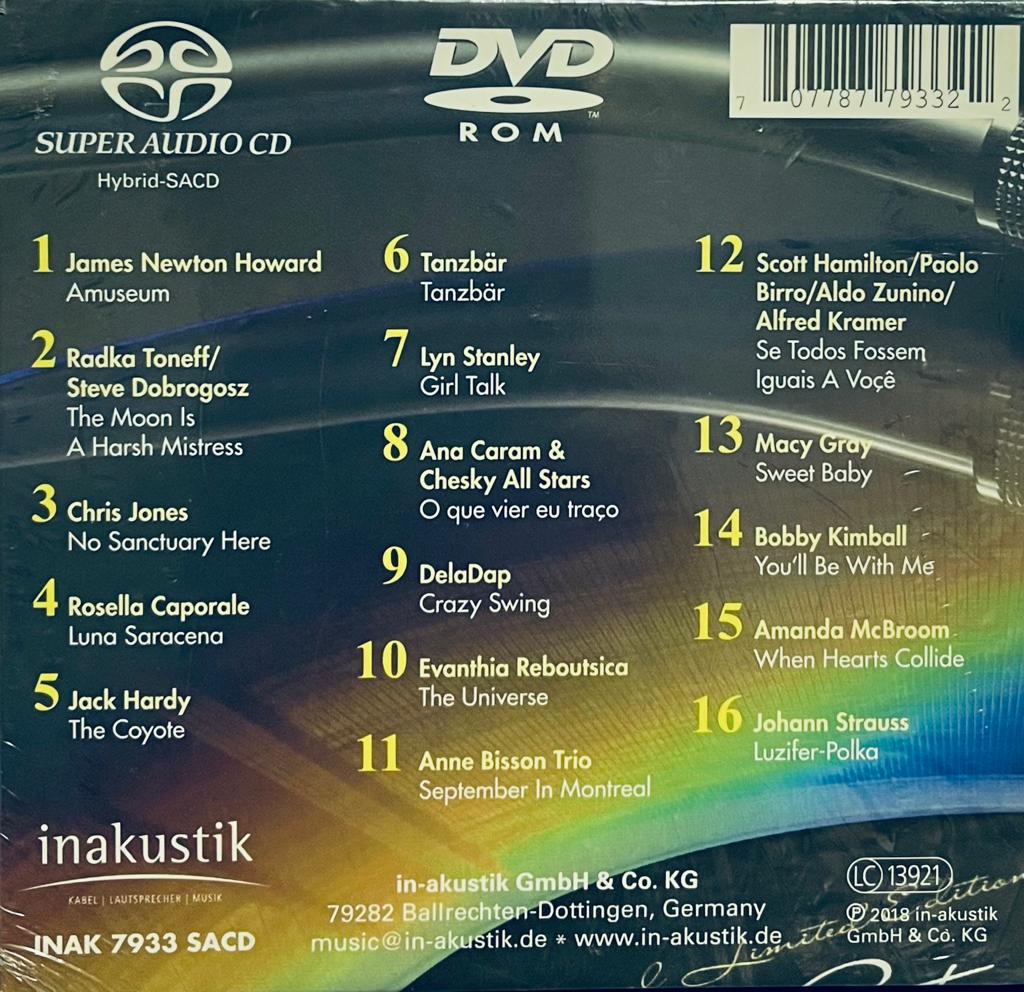 SUPER AUDIO CD
Hybrid-SACD
DVD
ROM
TM
7 07787 79332 2
1 James Newton Howard
Amuseum
2 Radka Toneff/
Steve Dobrogosz
The Moon Is
A Harsh Mistress
3 Chris Jones
No Sanctuary Here
4 Rosella Caporale
Luna Saracena
5 Jack Hardy
The Coyote
6 Tanzbär
Tanzbär
7 Lyn Stanley
Girl Talk
8 Ana Caram &
Chesky All Stars
O que vier eu traço
9 DelaDap
Crazy Swing
10 Evanthia Reboutsica
The Universe
11 Anne Bisson Trio
September In Montreal
12 Scott Hamilton/Paolo
Birro/Aldo Zunino/
Alfred Kramer
Se Todos Fossem
Iguais A Voçê
13 Macy Gray
Sweet Baby
14 Bobby Kimball
You'll Be With Me
15 Amanda McBroom
When Hearts Collide
16 Johann Strauss
Luzifer-Polka
inakustik
KABEL | LAUTSPRECHER | MUSIK
INAK 7933 SACD
in-akustik GmbH & Co. KG
79282 Ballrechten-Dottingen, Germany
music@in-akustik.de * www.in-akustik.de
LC 13921
℗ 2018 in-akustik
GmbH & Co. KG
Limited Edition